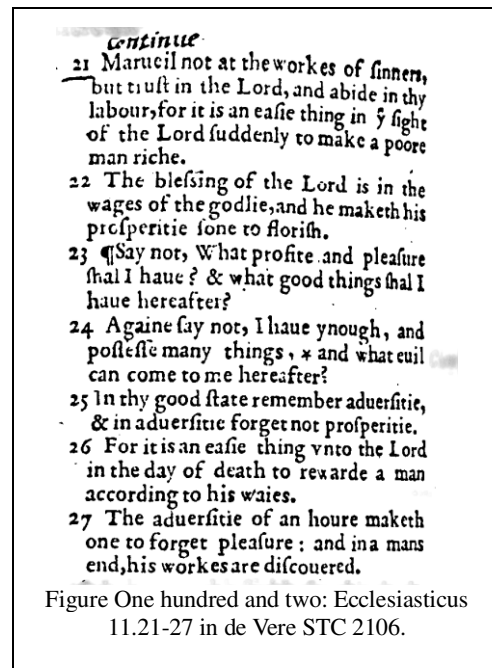 continue
21 Marueil not at the workes of ſinners,
but truſt in the Lord, and abide in thy
labour, for it is an eaſie thing in ẏ ſight
of the Lord ſuddenly to make a poore
man riche.
22 The bleſsing of the Lord is in the
wages of the godlie, and he maketh his
proſperitie ſone to floriſh.
23 ¶Say not, What profite and pleaſure
ſhal I haue? & what good things ſhal I
haue hereafter?
24 Againe ſay not, I haue ynough, and
poſſeſſe many things, * and what euil
can come to me hereafter?
25 In thy good ſtate remember aduerſitie,
& in aduerſitie forget not proſperitie.
26 For it is an eaſie thing vnto the Lord
in the day of death to rewarde a man
according to his waies.
27 The aduerſitie of an houre maketh
one to forget pleaſure : and in a mans
end, his workes are diſcouered.
Figure One hundred and two: Ecclesiasticus
11.21-27 in de Vere STC 2106.